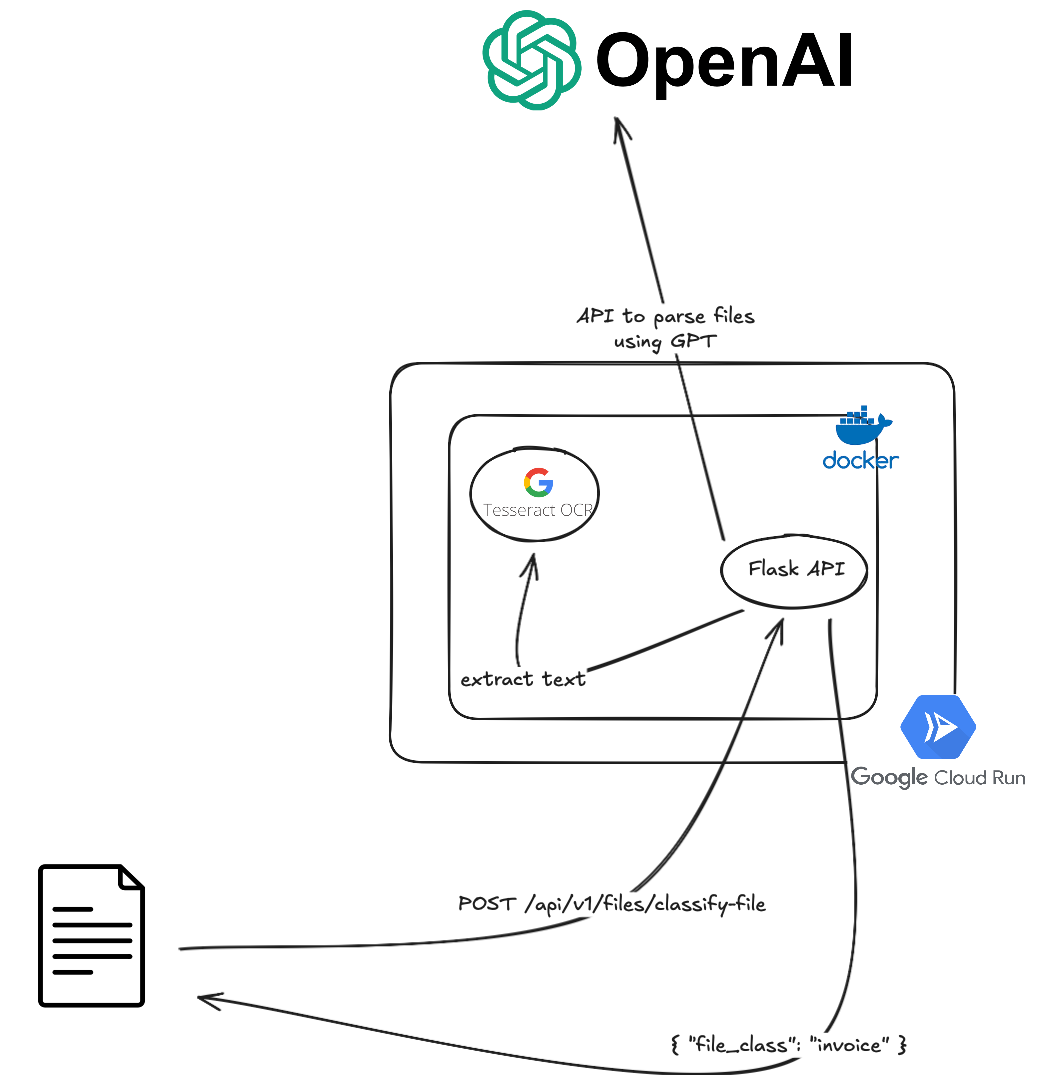 OpenAI
API to parse files
using GPT
docker
Tesseract OCR
Flask API
extract text
Google Cloud Run
POST /api/v1/files/classify-file
{ "file_class": "invoice" }